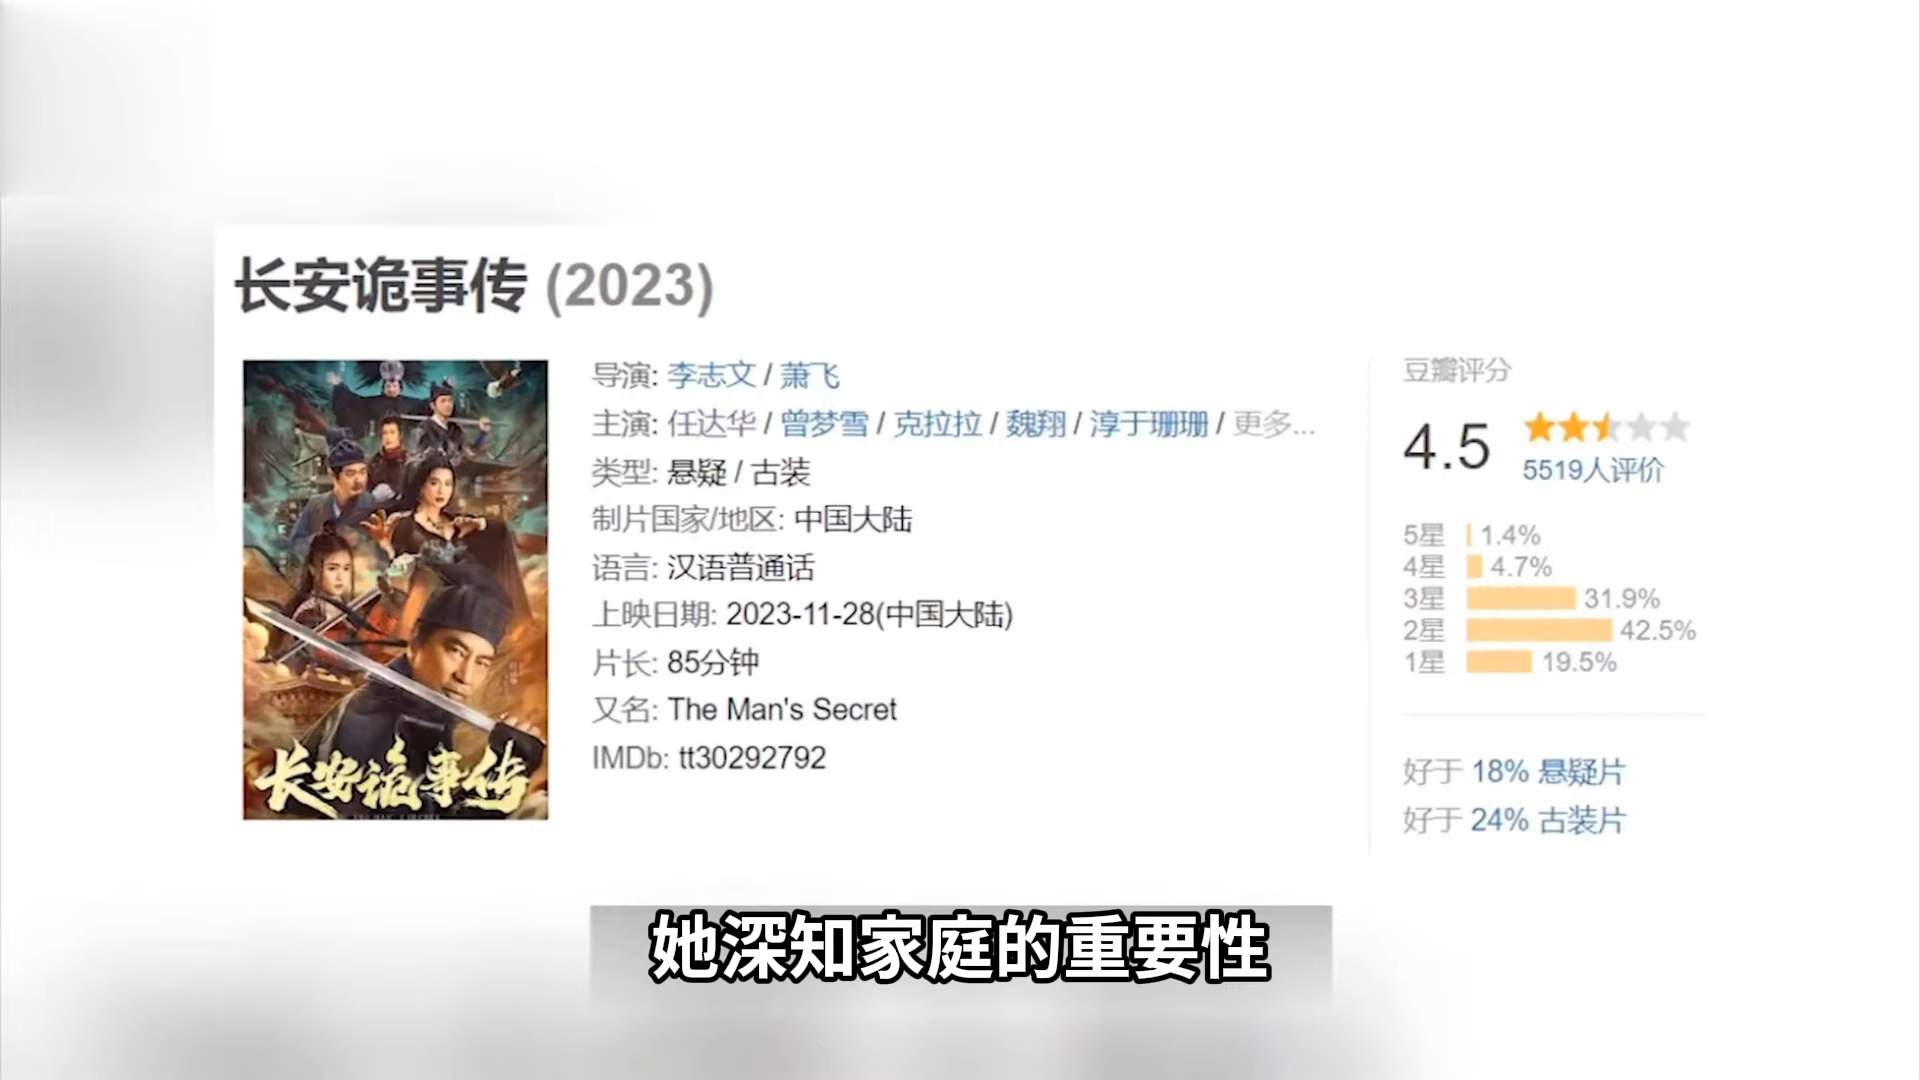 长安诡事传 (2023)
导演: 李志文 / 萧飞
主演: 任达华 / 曾梦雪 / 克拉拉 / 魏翔 / 淳于珊珊 / 更多...
类型: 悬疑 / 古装
制片国家/地区: 中国大陆
语言: 汉语普通话
上映日期: 2023-11-28(中国大陆)
片长: 85分钟
又名: The Man's Secret
IMDb: tt30292792
长安诡事传
THE MAN'S SECRET
豆瓣评分
4.5
5519人评价
5星 1.4%
4星 4.7%
3星 31.9%
2星 42.5%
1星 19.5%
好于 18% 悬疑片
好于 24% 古装片
她深知家庭的重要性